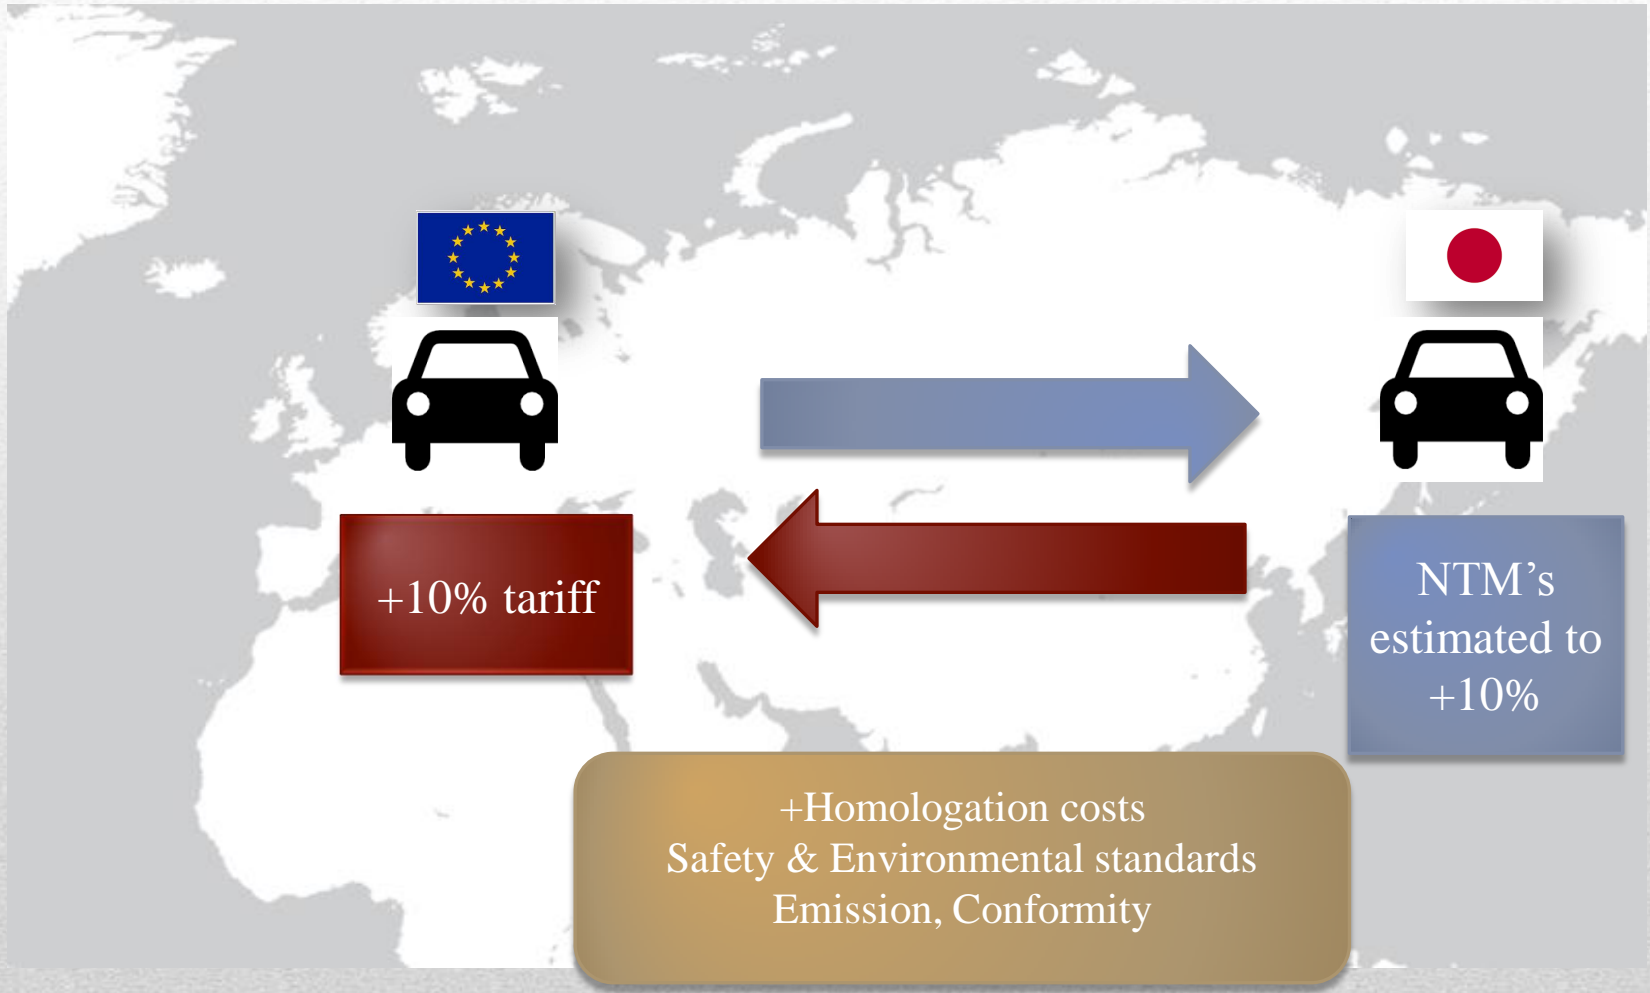 +10% tariff
NTM’s
estimated to
+10%
+Homologation costs
Safety & Environmental standards
Emission, Conformity